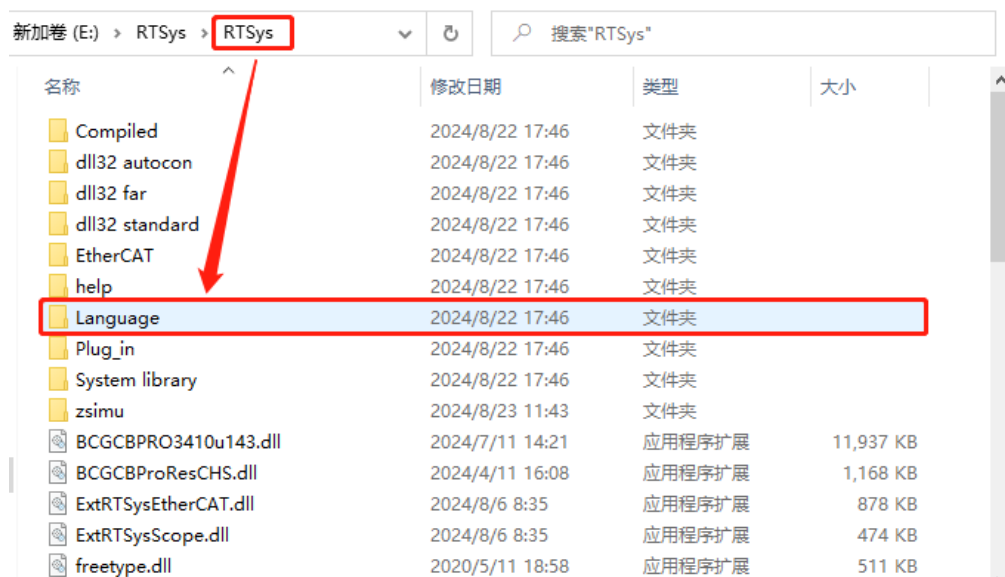 新加卷 (E:) › RTSys › RTSys 搜索"RTSys"
名称 修改日期 类型 大小
Compiled 2024/8/22 17:46 文件夹
dll32 autocon 2024/8/22 17:46 文件夹
dll32 far 2024/8/22 17:46 文件夹
dll32 standard 2024/8/22 17:46 文件夹
EtherCAT 2024/8/22 17:46 文件夹
help 2024/8/22 17:46 文件夹
Language 2024/8/22 17:46 文件夹
Plug_in 2024/8/22 17:46 文件夹
System library 2024/8/22 17:46 文件夹
zsimu 2024/8/23 11:43 文件夹
BCGCBPRO3410u143.dll 2024/7/11 14:21 应用程序扩展 11,937 KB
BCGCBProResCHS.dll 2024/4/11 16:08 应用程序扩展 1,168 KB
ExtRTSysEtherCAT.dll 2024/8/6 8:35 应用程序扩展 878 KB
ExtRTSysScope.dll 2024/8/6 8:35 应用程序扩展 474 KB
freetype.dll 2020/5/11 18:58 应用程序扩展 511 KB